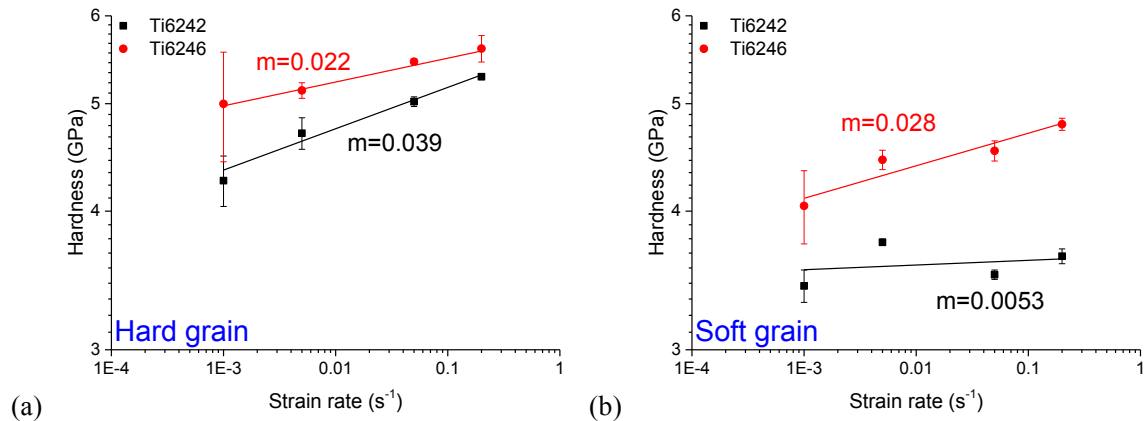 6
Ti6242
Ti6246
m=0.022
5
m=0.039
4
Hardness (GPa)
Hard grain
3
1E-4 1E-3 0.01 0.1 1
Strain rate (s⁻¹)
(a)
6
Ti6242
Ti6246
5
m=0.028
4
Hardness (GPa)
m=0.0053
Soft grain
3
1E-4 1E-3 0.01 0.1 1
Strain rate (s⁻¹)
(b)